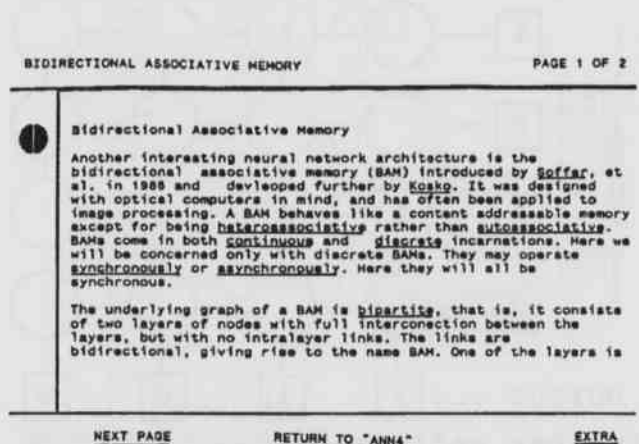 BIDIRECTIONAL ASSOCIATIVE MEMORY PAGE 1 OF 2
Bidirectional Associative Memory
Another interesting neural network architecture is the
bidirectional associative memory (BAM) introduced by Soffer, et
al. in 1986 and devleoped further by Kosko. It was designed
with optical computers in mind, and has often been applied to
image processing. A BAM behaves like a content addressable memory
except for being heteroassociative rather than autoassociative.
BAMs come in both continuous and discrete incarnations. Here we
will be concerned only with discrete BAMs. They may operate
synchronously or asynchronously. Here they will all be
synchronous.
The underlying graph of a BAM is bipartite, that is, it consists
of two layers of nodes with full interconection between the
layers, but with no intralayer links. The links are
bidirectional, giving rise to the name BAM. One of the layers is
NEXT PAGE RETURN TO "ANN4" EXTRA